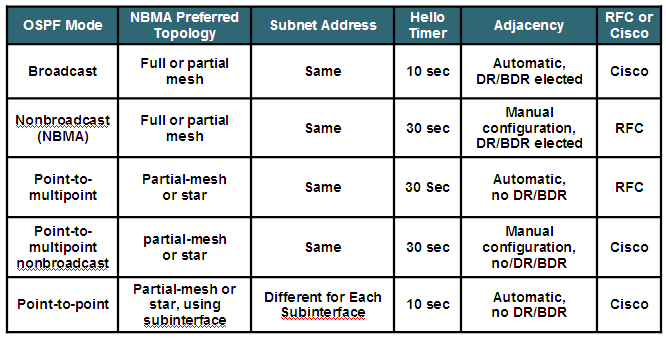 OSPF Mode
NBMA Preferred
Topology
Subnet Address
Hello
Timer
Adjacency
RFC or
Cisco
Broadcast
Full or partial
mesh
Same
10 sec
Automatic,
DR/BDR elected
Cisco
Nonbroadcast
(NBMA)
Full or partial
mesh
Same
30 sec
Manual
configuration,
DR/BDR elected
RFC
Point-to-
multipoint
Partial-mesh
or star
Same
30 Sec
Automatic,
no DR/BDR
RFC
Point-to-
multipoint
nonbroadcast
partial-mesh
or star
Same
30 sec
Manual
configuration,
no/DR/BDR
Cisco
Point-to-point
Partial-mesh or
star, using
subinterface
Different for Each
Subinterface
10 sec
Automatic,
no DR/BDR
Cisco